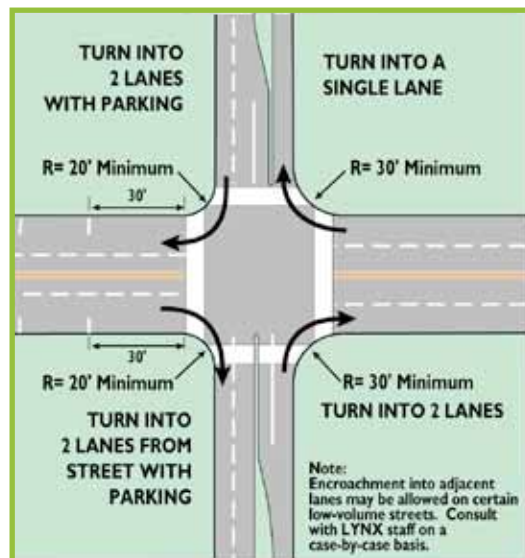 TURN INTO
2 LANES
WITH PARKING
TURN INTO A
SINGLE LANE
R= 20' Minimum
R= 30' Minimum
30'
30'
R= 20' Minimum
R= 30' Minimum
TURN INTO
2 LANES FROM
STREET WITH
PARKING
TURN INTO 2 LANES
Note:
Encroachment into adjacent
lanes may be allowed on certain
low-volume streets. Consult
with LYNX staff on a
case-by-case basis.